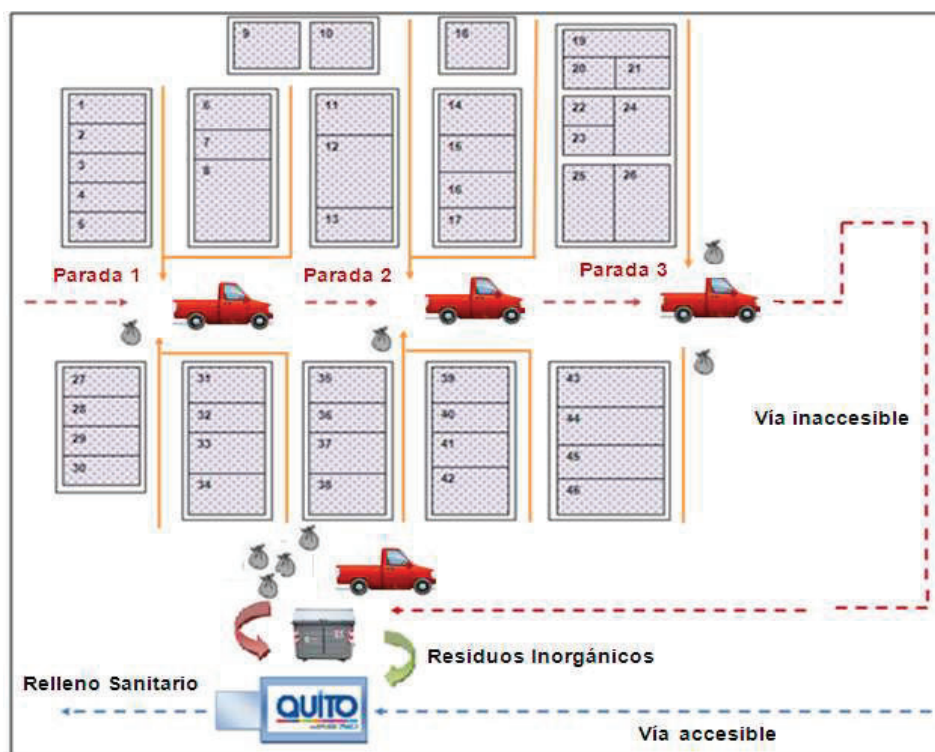 9 10 18 19
20 21
1 6 11 14 22 24
2 7 12 15 23
3 8 16 25 26
4 13 17
5
Parada 1 Parada 2 Parada 3
27 31 35 39 43
28 32 36 40 44
29 33 37 41 45
30 34 38 42 46
Vía inaccesible
Resíduos Inorgánicos
Relleno Sanitario
QUITO
Vía accesible